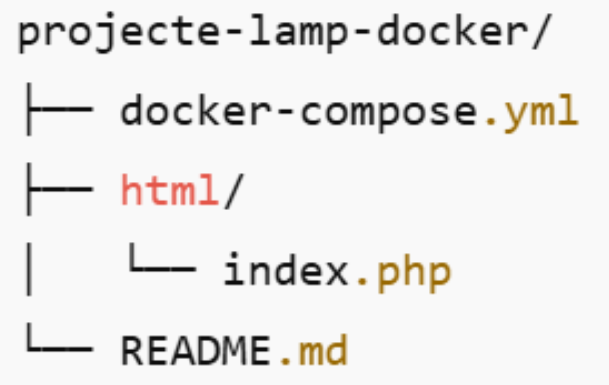 projecte-lamp-docker/
├── docker-compose.yml
├── html/
│   └── index.php
└── README.md